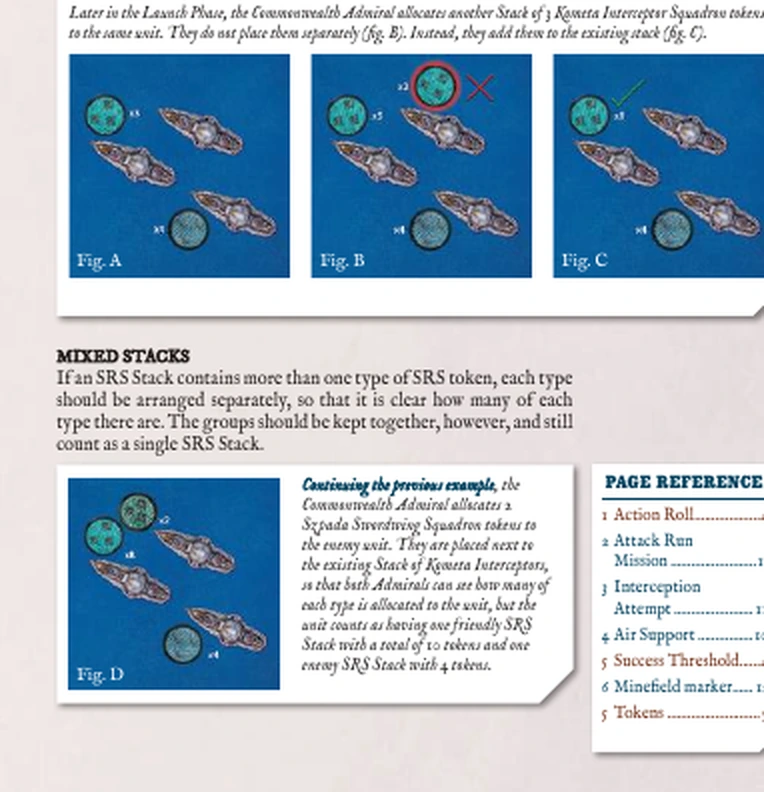 Later in the Launch Phase, the Commonwealth Admiral allocates another Stack of 3 Kometa Interceptor Squadron tokens
to the same unit. They do not place them separately (fig. B). Instead, they add them to the existing stack (fig. C).
Fig. A
Fig. B
Fig. C
MIXED STACKS
If an SRS Stack contains more than one type of SRS token, each type
should be arranged separately, so that it is clear how many of each
type there are. The groups should be kept together, however, and still
count as a single SRS Stack.
Fig. D
Continuing the previous example, the
Commonwealth Admiral allocates 2
Szpada Swordwing Squadron tokens to
the enemy unit. They are placed next to
the existing Stack of Kometa Interceptors,
so that both Admirals can see how many of
each type is allocated to the unit, but the
unit counts as having one friendly SRS
Stack with a total of 10 tokens and one
enemy SRS Stack with 4 tokens.
PAGE REFERENCE
1 Action Roll
2 Attack Run
Mission
3 Interception
Attempt
4 Air Support
5 Success Threshold
6 Minefield marker
5 Tokens